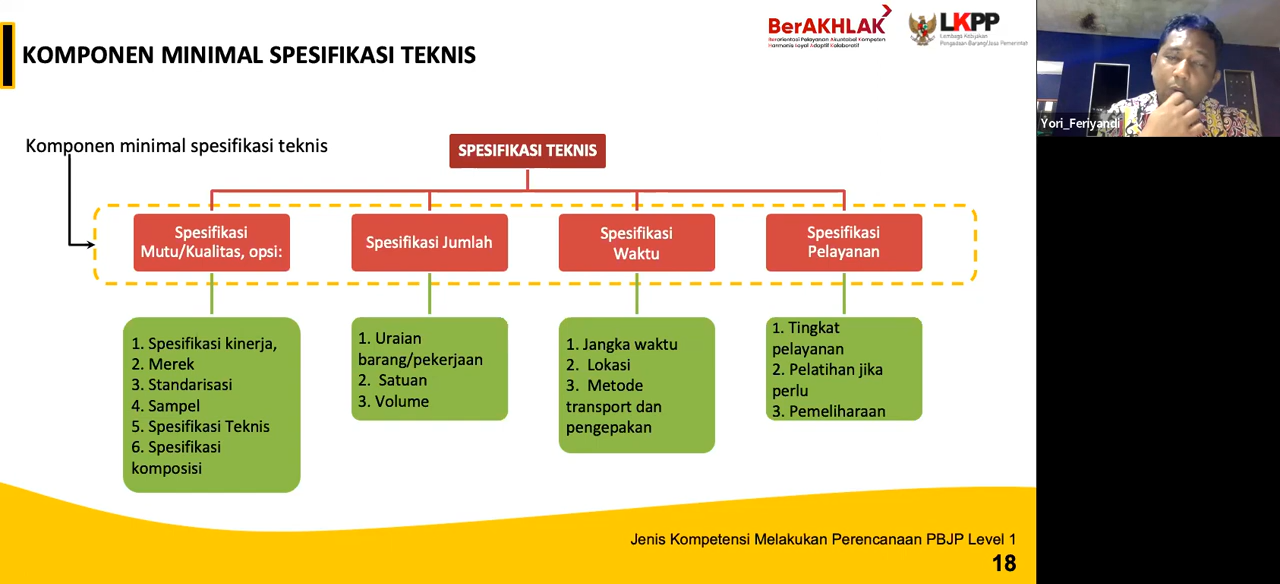 BerAKHLAK
Berorientasi Pelayanan Akuntabel Kompeten
Harmonis Loyal Adaptif Kolaboratif
LKPP
Lembaga Kebijakan
Pengadaan Barang/Jasa Pemerintah
KOMPONEN MINIMAL SPESIFIKASI TEKNIS
Yori_Feriyandi
Komponen minimal spesifikasi teknis
SPESIFIKASI TEKNIS
Spesifikasi
Mutu/Kualitas, opsi:
Spesifikasi Jumlah
Spesifikasi
Waktu
Spesifikasi
Pelayanan
1. Spesifikasi kinerja,
2. Merek
3. Standarisasi
4. Sampel
5. Spesifikasi Teknis
6. Spesifikasi
komposisi
1. Uraian
barang/pekerjaan
2. Satuan
3. Volume
1. Jangka waktu
2. Lokasi
3. Metode
transport dan
pengepakan
1. Tingkat
pelayanan
2. Pelatihan jika
perlu
3. Pemeliharaan
Jenis Kompetensi Melakukan Perencanaan PBJP Level 1
18